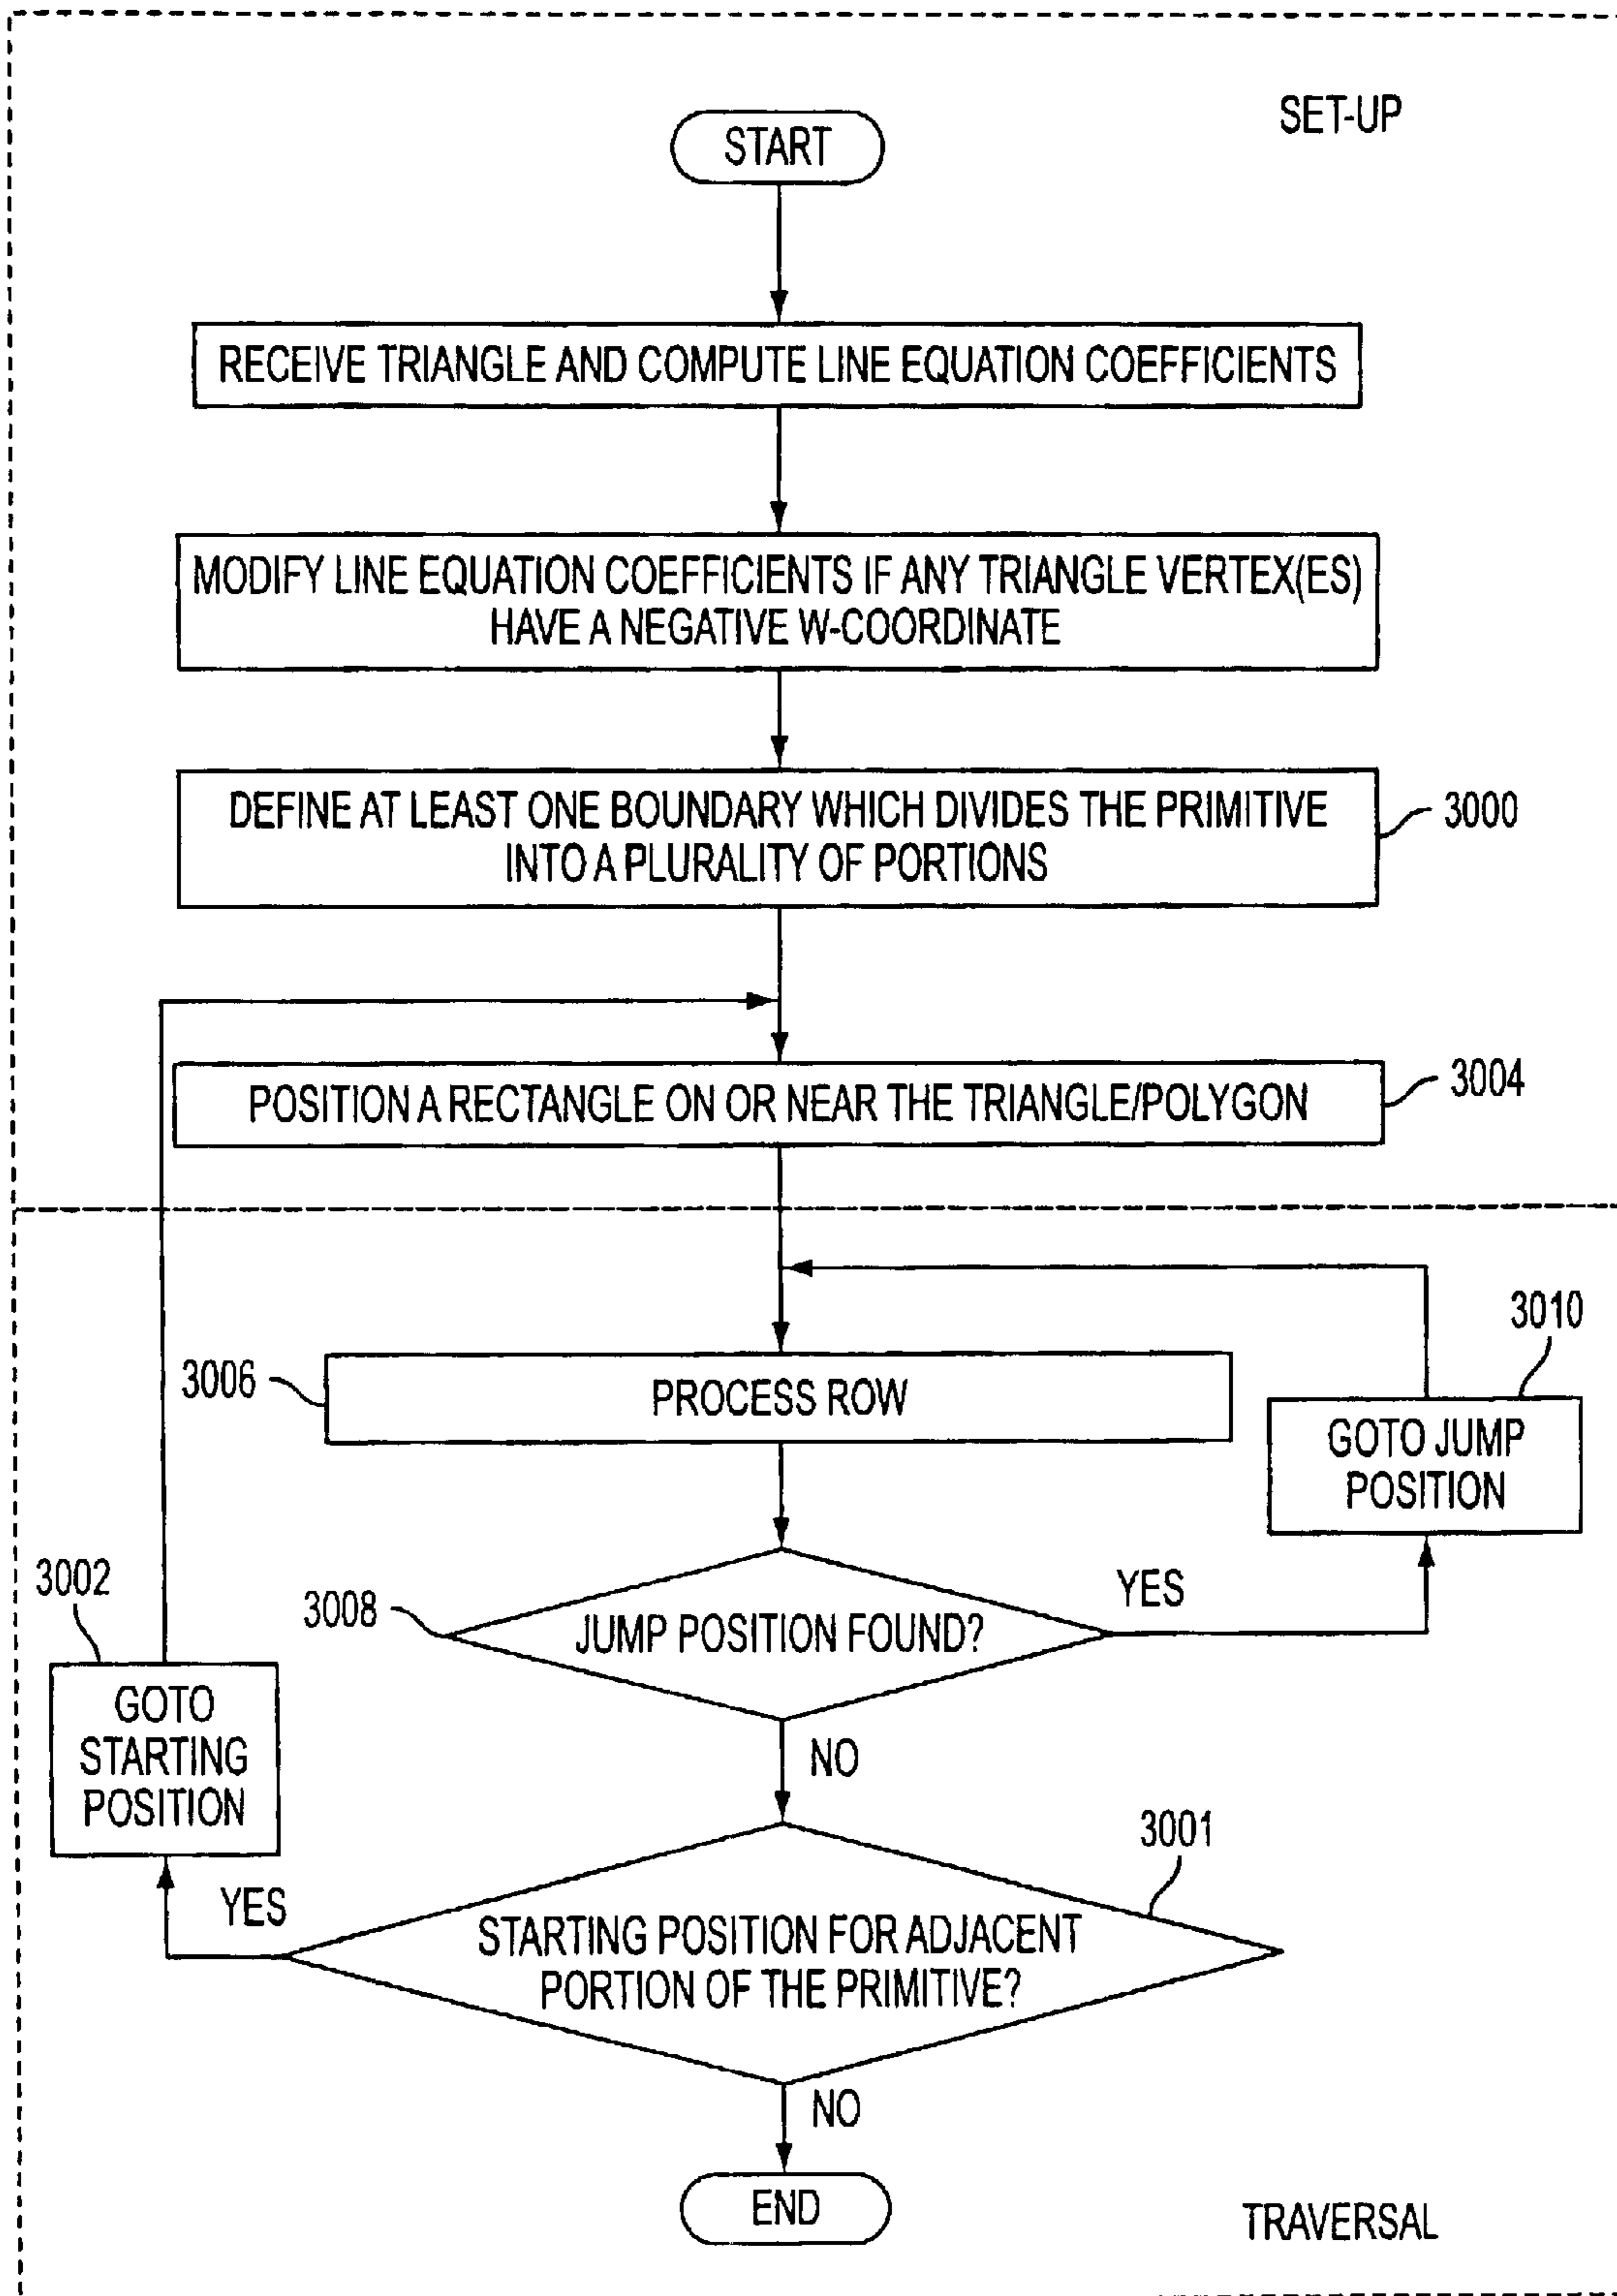 SET-UP
START
RECEIVE TRIANGLE AND COMPUTE LINE EQUATION COEFFICIENTS
MODIFY LINE EQUATION COEFFICIENTS IF ANY TRIANGLE VERTEX(ES)
HAVE A NEGATIVE W-COORDINATE
DEFINE AT LEAST ONE BOUNDARY WHICH DIVIDES THE PRIMITIVE
INTO A PLURALITY OF PORTIONS
3000
POSITION A RECTANGLE ON OR NEAR THE TRIANGLE/POLYGON
3004
3006
PROCESS ROW
3010
GOTO JUMP
POSITION
3008
JUMP POSITION FOUND?
YES
3002
GOTO
STARTING
POSITION
NO
3001
YES
STARTING POSITION FOR ADJACENT
PORTION OF THE PRIMITIVE?
NO
END
TRAVERSAL